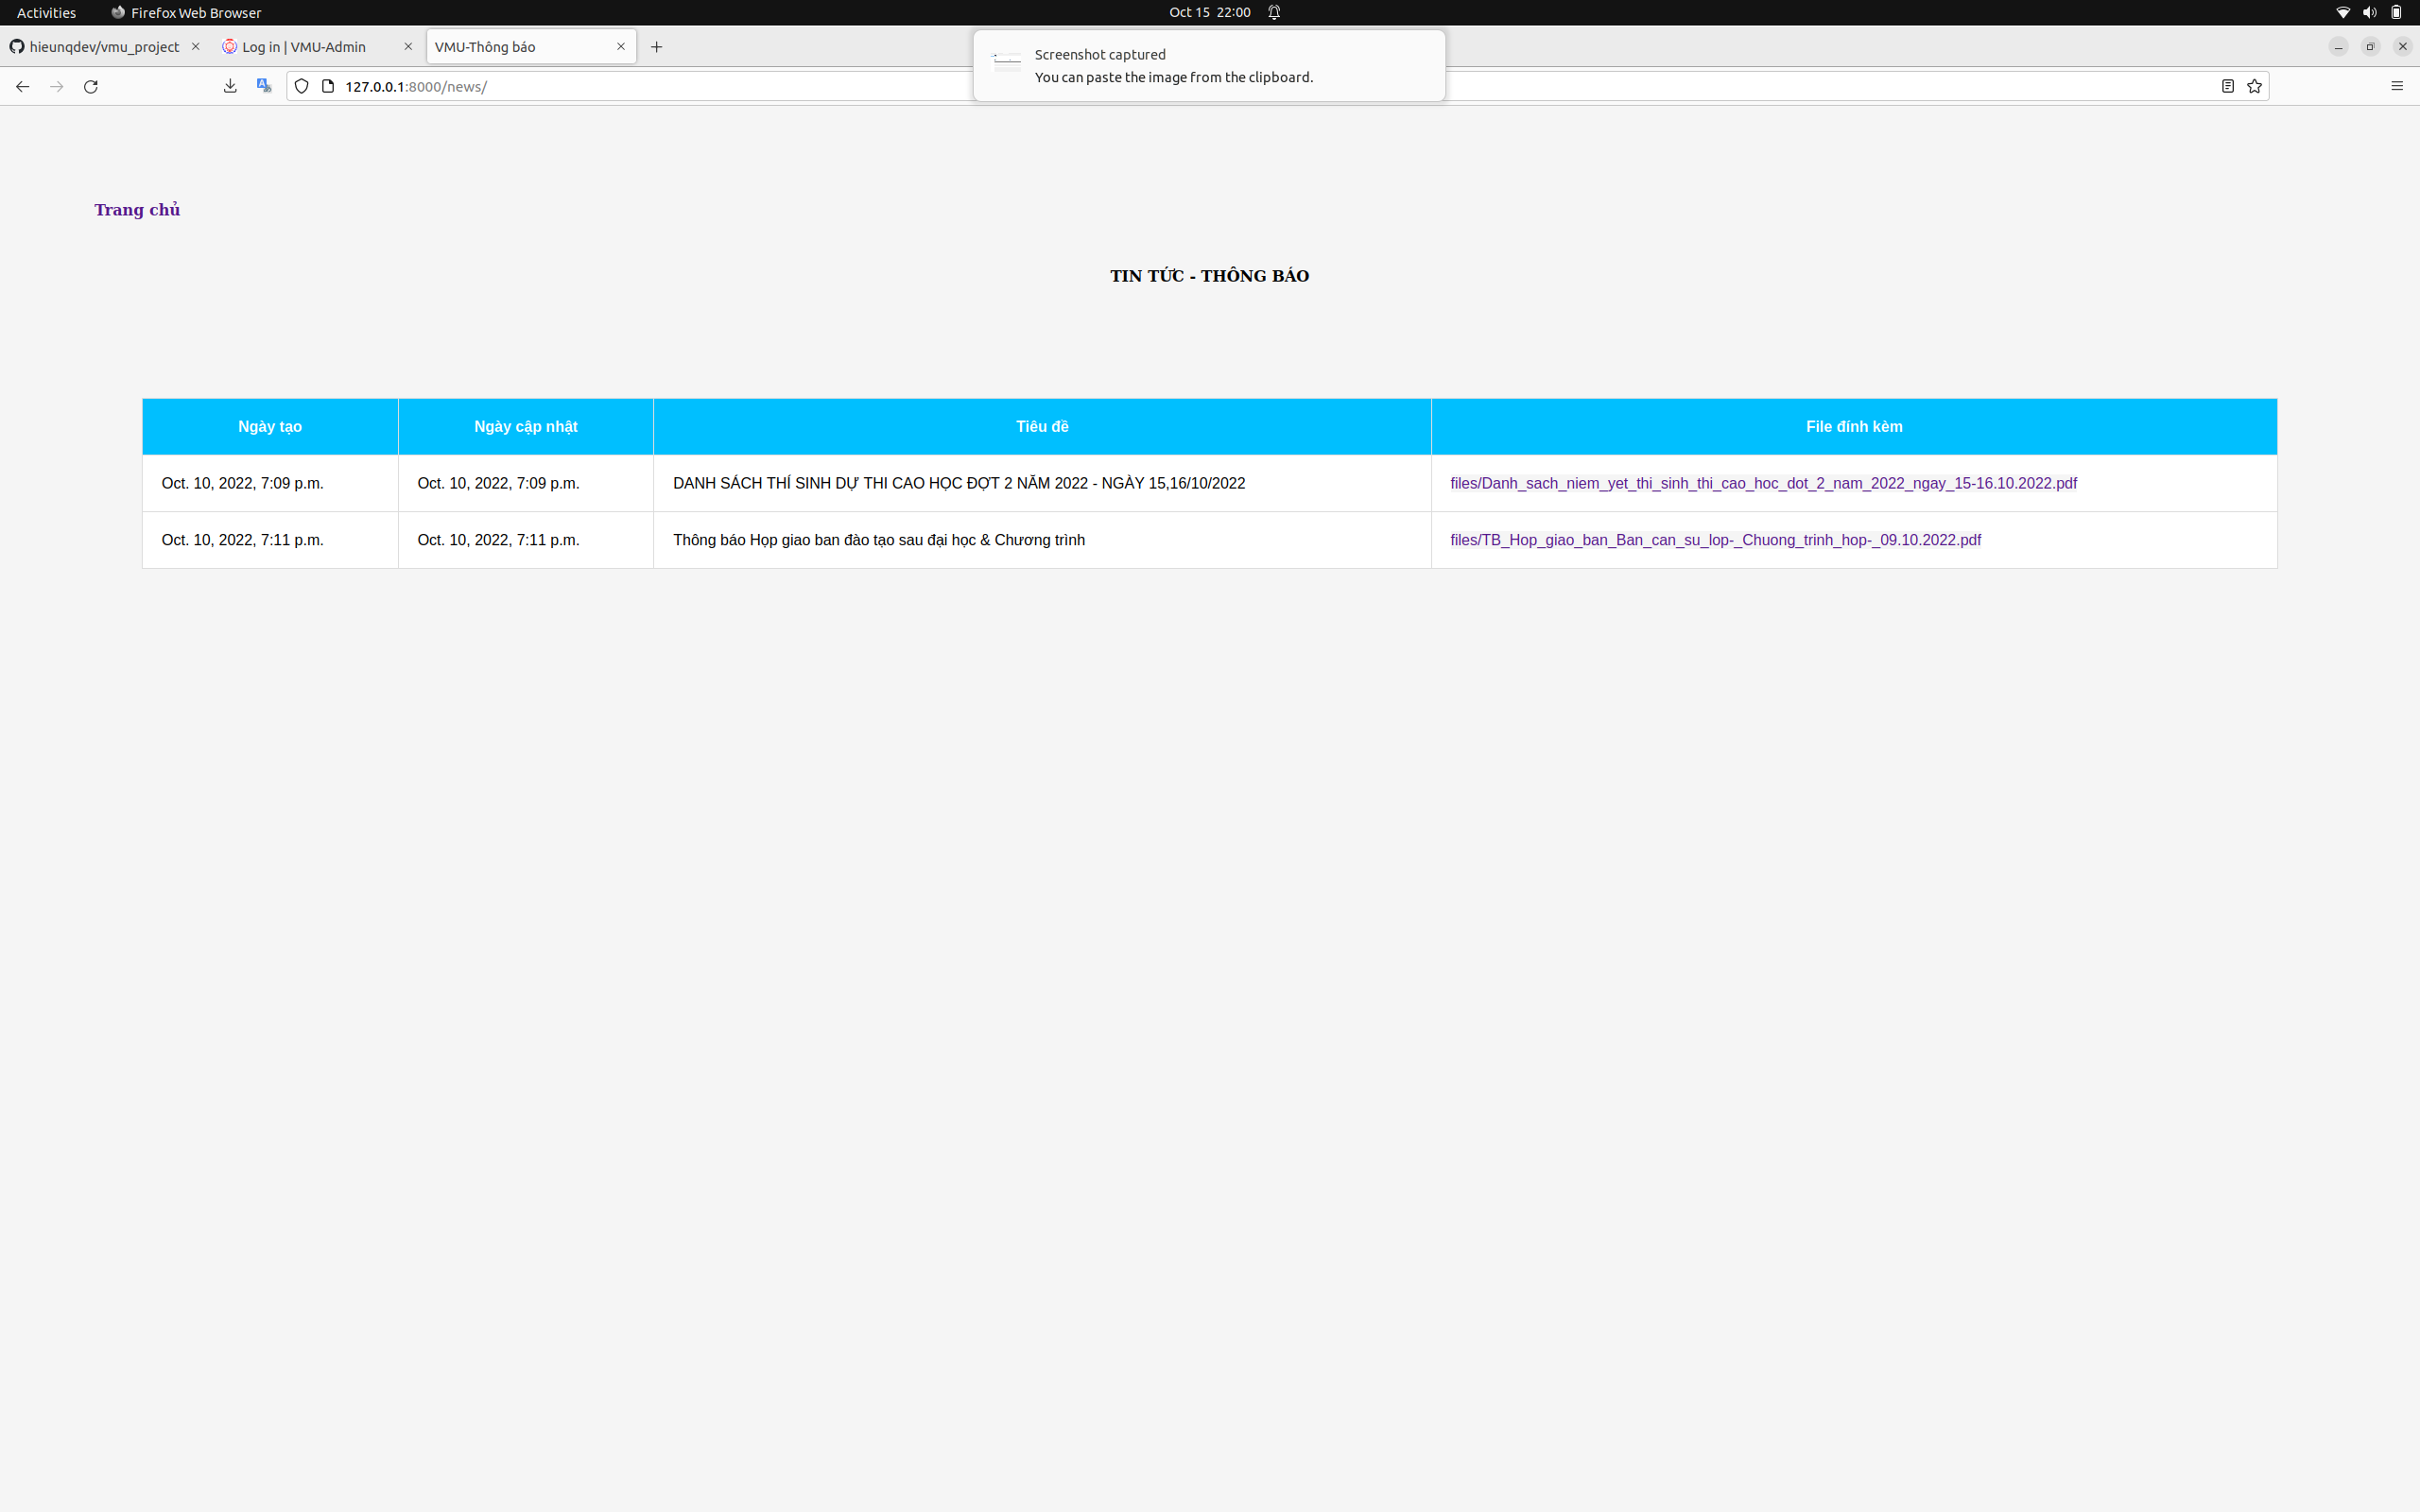 Activities Firefox Web Browser Oct 15 22:00
hieunqdev/vmu_project Log in | VMU-Admin VMU-Thông báo
Screenshot captured
You can paste the image from the clipboard.
127.0.0.1:8000/news/
Trang chủ
TIN TỨC - THÔNG BÁO
Ngày tạo Ngày cập nhật Tiêu đề File đính kèm
Oct. 10, 2022, 7:09 p.m. Oct. 10, 2022, 7:09 p.m. DANH SÁCH THÍ SINH DỰ THI CAO HỌC ĐỢT 2 NĂM 2022 - NGÀY 15,16/10/2022 files/Danh_sach_niem_yet_thi_sinh_thi_cao_hoc_dot_2_nam_2022_ngay_15-16.10.2022.pdf
Oct. 10, 2022, 7:11 p.m. Oct. 10, 2022, 7:11 p.m. Thông báo Họp giao ban đào tạo sau đại học & Chương trình files/TB_Hop_giao_ban_Ban_can_su_lop-_Chuong_trinh_hop-_09.10.2022.pdf